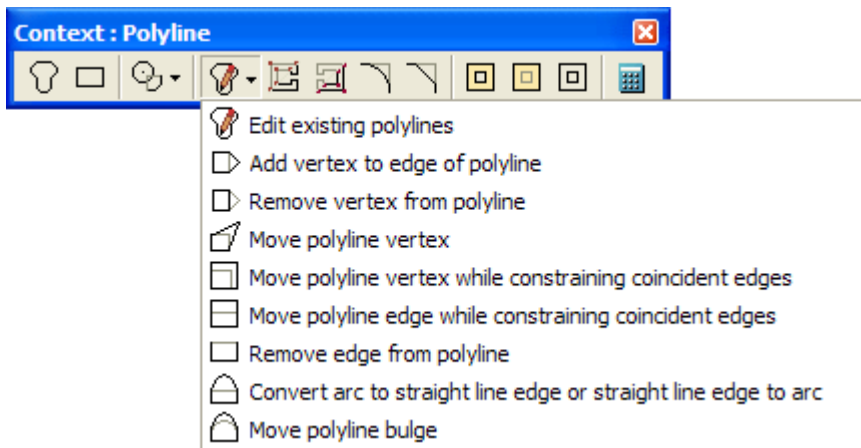 Context : Polyline
Edit existing polylines
Add vertex to edge of polyline
Remove vertex from polyline
Move polyline vertex
Move polyline vertex while constraining coincident edges
Move polyline edge while constraining coincident edges
Remove edge from polyline
Convert arc to straight line edge or straight line edge to arc
Move polyline bulge